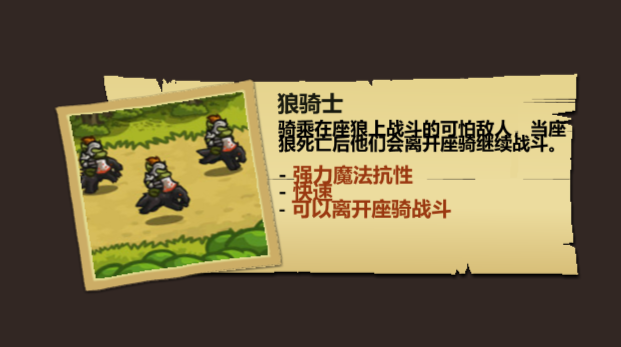 狼骑士
骑乘在座狼上战斗的可怕敌人，当座
狼死亡后他们会离开座骑继续战斗。
- 强力魔法抗性
- 快速
- 可以离开座骑战斗